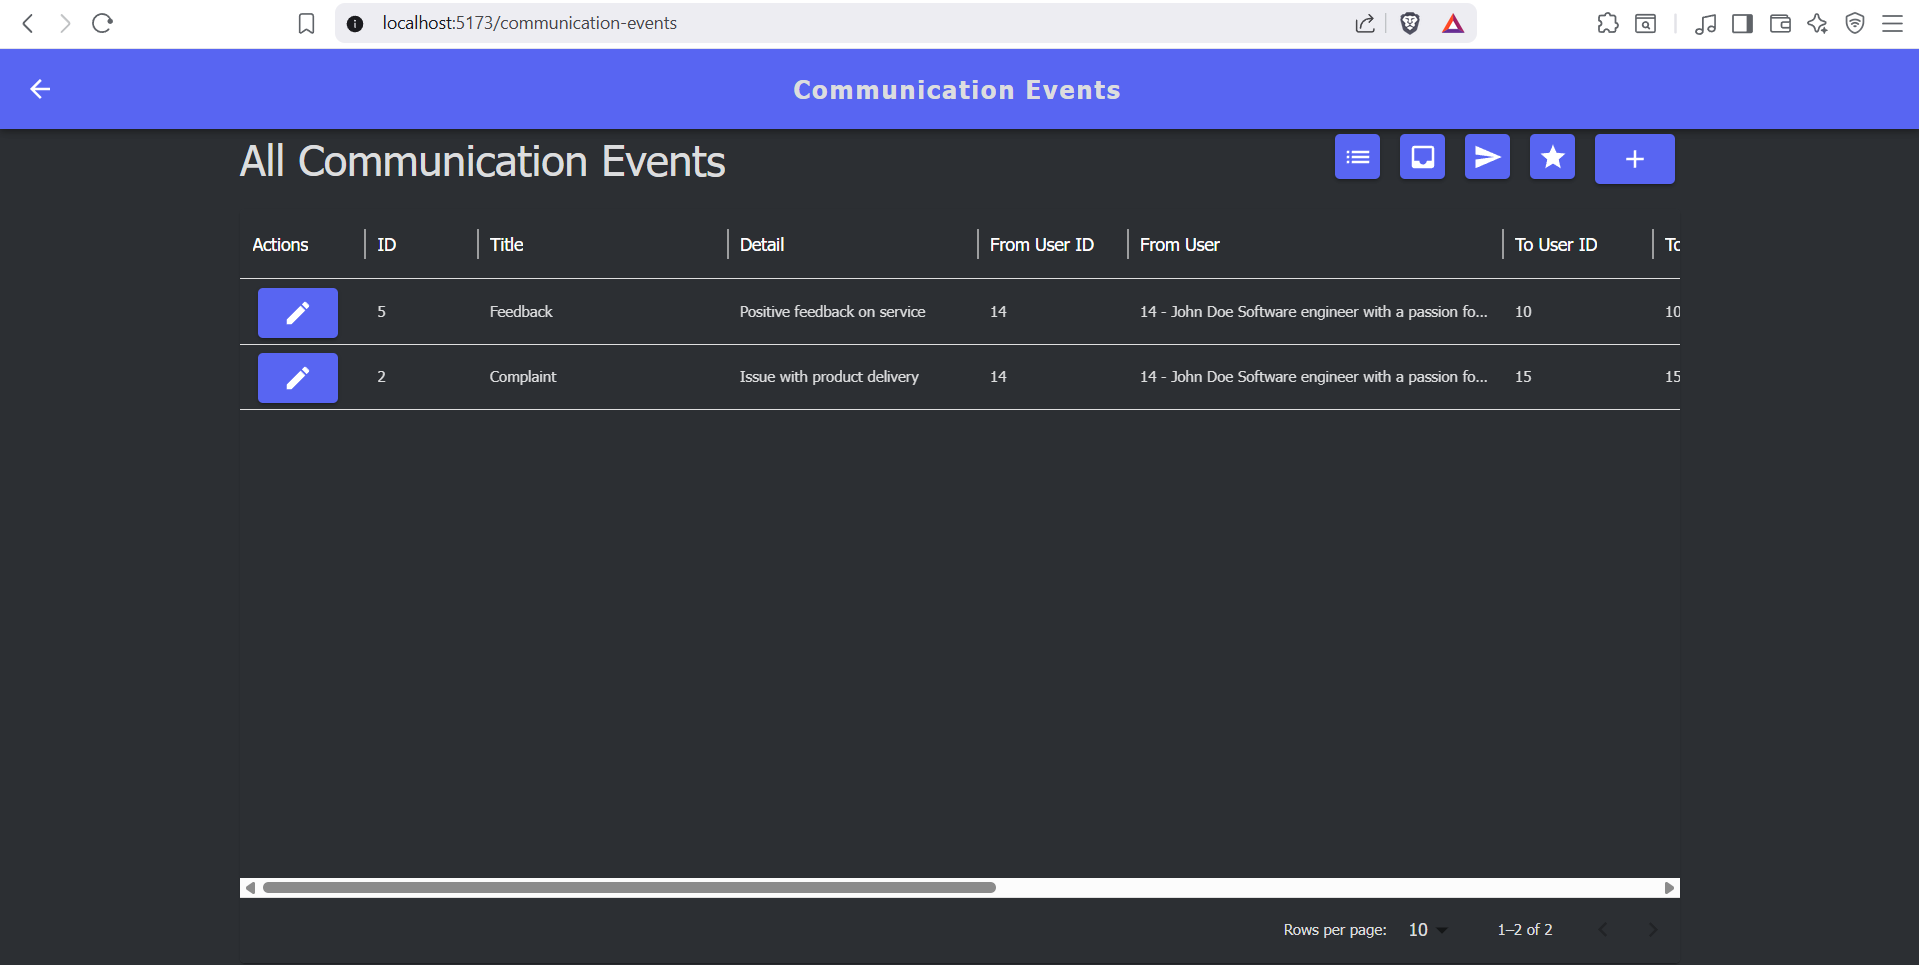 localhost:5173/communication-events
Communication Events
All Communication Events
Actions ID Title Detail From User ID From User To User ID To
5 Feedback Positive feedback on service 14 14 - John Doe Software engineer with a passion fo... 10 10
2 Complaint Issue with product delivery 14 14 - John Doe Software engineer with a passion fo... 15 15
Rows per page: 10 1–2 of 2